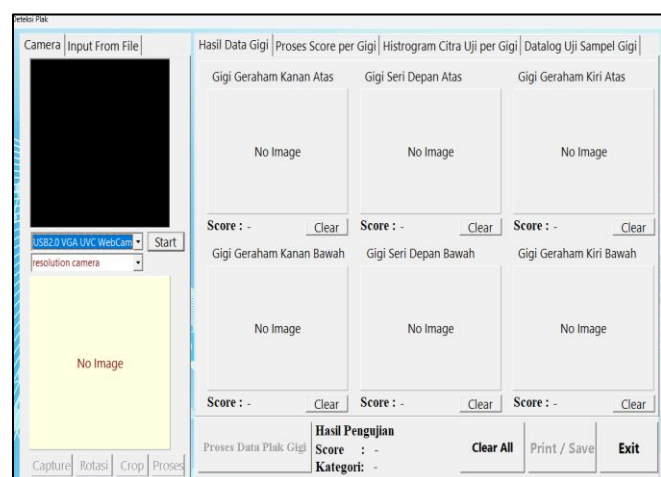 Deteksi Plak
Camera Input From File
Hasil Data Gigi Proses Score per Gigi Histrogram Citra Uji per Gigi Datalog Uji Sampel Gigi
USB2.0 VGA UVC WebCam Start
resolution camera
No Image
Capture Rotasi Crop Proses
Gigi Geraham Kanan Atas Gigi Seri Depan Atas Gigi Geraham Kiri Atas
No Image No Image No Image
Score : - Clear Score : - Clear Score : - Clear
Gigi Geraham Kanan Bawah Gigi Seri Depan Bawah Gigi Geraham Kiri Bawah
No Image No Image No Image
Score : - Clear Score : - Clear Score : - Clear
Proses Data Plak Gigi
Hasil Pengujian
Score : -
Kategori: -
Clear All Print / Save Exit